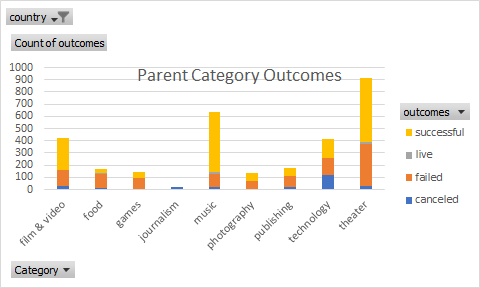 country
Count of outcomes
Parent Category Outcomes
1000
900
800
700
600
500
400
300
200
100
0
film & video
food
games
journalism
music
photography
publishing
technology
theater
outcomes
successful
live
failed
canceled
Category